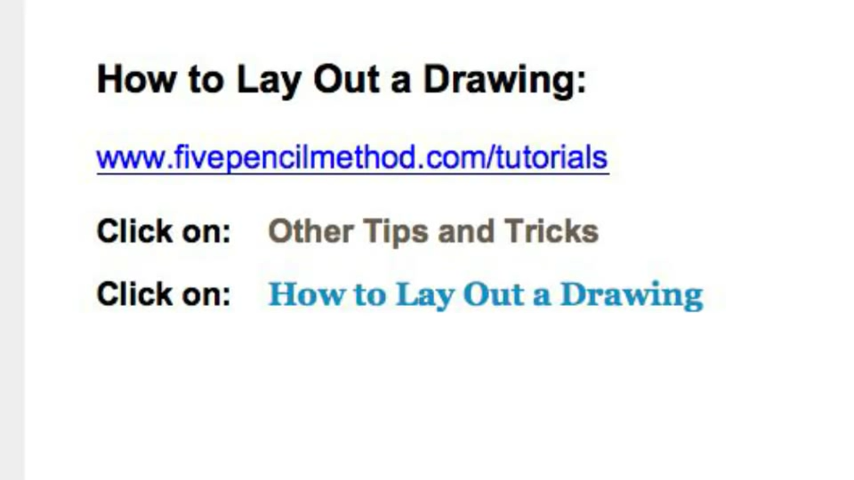 How to Lay Out a Drawing:
www.fivepencilmethod.com/tutorials
Click on: Other Tips and Tricks
Click on: How to Lay Out a Drawing